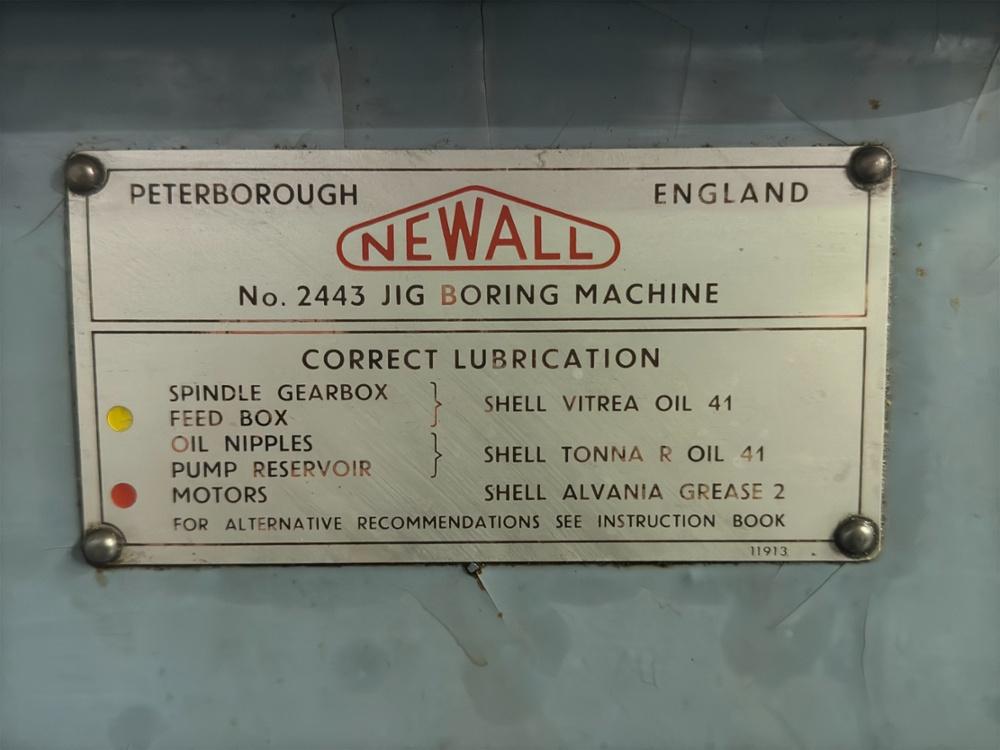 PETERBOROUGH ENGLAND
NEWALL
No. 2443 JIG BORING MACHINE
CORRECT LUBRICATION
SPINDLE GEARBOX
FEED BOX } SHELL VITREA OIL 41
OIL NIPPLES
PUMP RESERVOIR } SHELL TONNA R OIL 41
MOTORS SHELL ALVANIA GREASE 2
FOR ALTERNATIVE RECOMMENDATIONS SEE INSTRUCTION BOOK
11913